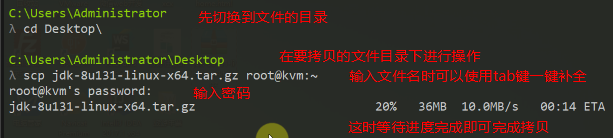 C:\Users\Administrator
λ cd Desktop\
先切换到文件的目录
C:\Users\Administrator\Desktop
在要拷贝的文件目录下进行操作
λ scp jdk-8u131-linux-x64.tar.gz root@kvm:~
输入文件名时可以使用tab键一键补全
root@kvm's password:
输入密码
jdk-8u131-linux-x64.tar.gz 20% 36MB 10.0MB/s 00:14 ETA
这时等待进度完成即可完成拷贝